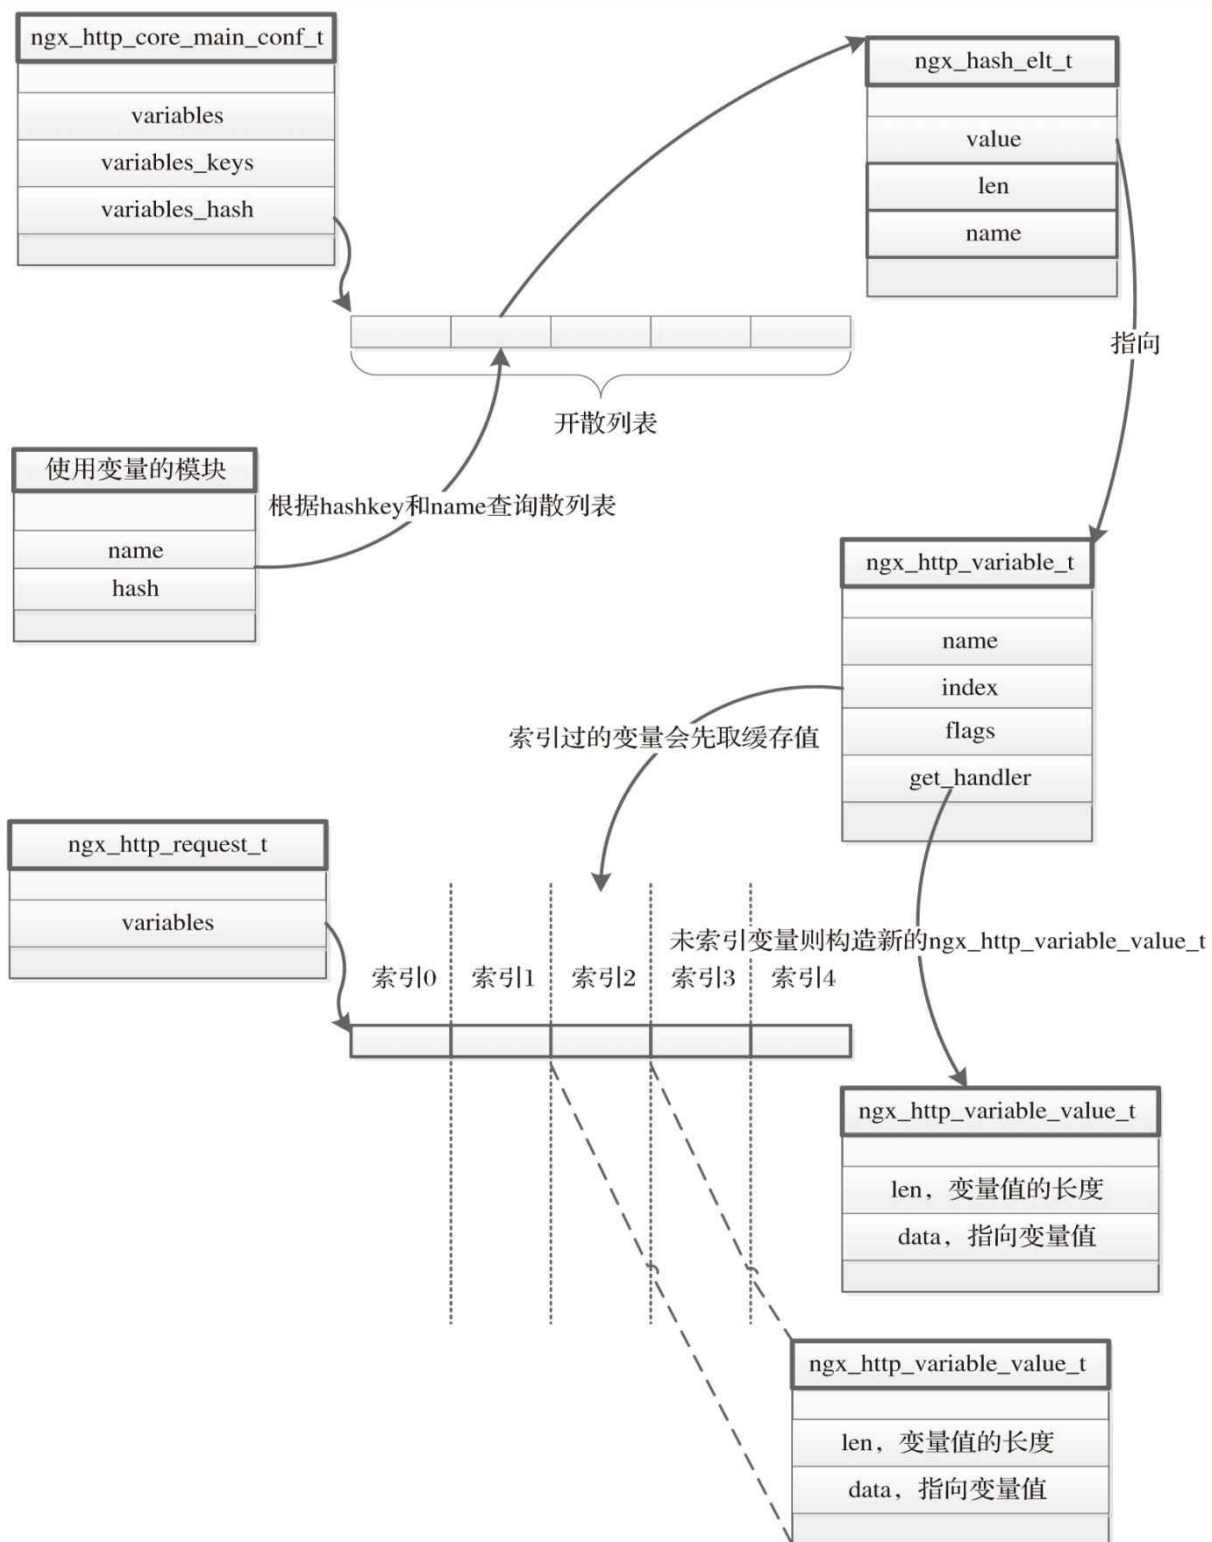 ngx_http_core_main_conf_t
variables
variables_keys
variables_hash
ngx_hash_elt_t
value
len
name
指向
开散列表
使用变量的模块
name
hash
根据hashkey和name查询散列表
ngx_http_variable_t
name
index
flags
get_handler
索引过的变量会先取缓存值
ngx_http_request_t
variables
未索引变量则构造新的ngx_http_variable_value_t
索引0 索引1 索引2 索引3 索引4
ngx_http_variable_value_t
len，变量值的长度
data，指向变量值
ngx_http_variable_value_t
len，变量值的长度
data，指向变量值